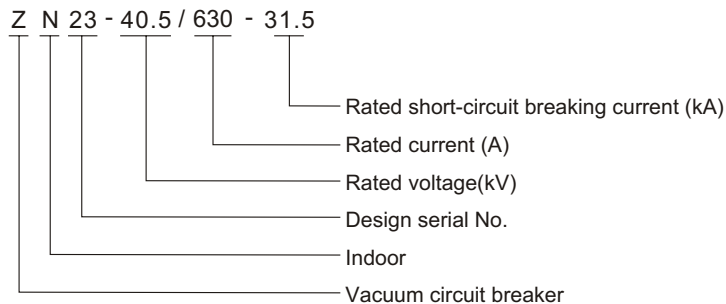 Z N 23 - 40.5 / 630 - 31.5
Rated short-circuit breaking current (kA)
Rated current (A)
Rated voltage(kV)
Design serial No.
Indoor
Vacuum circuit breaker